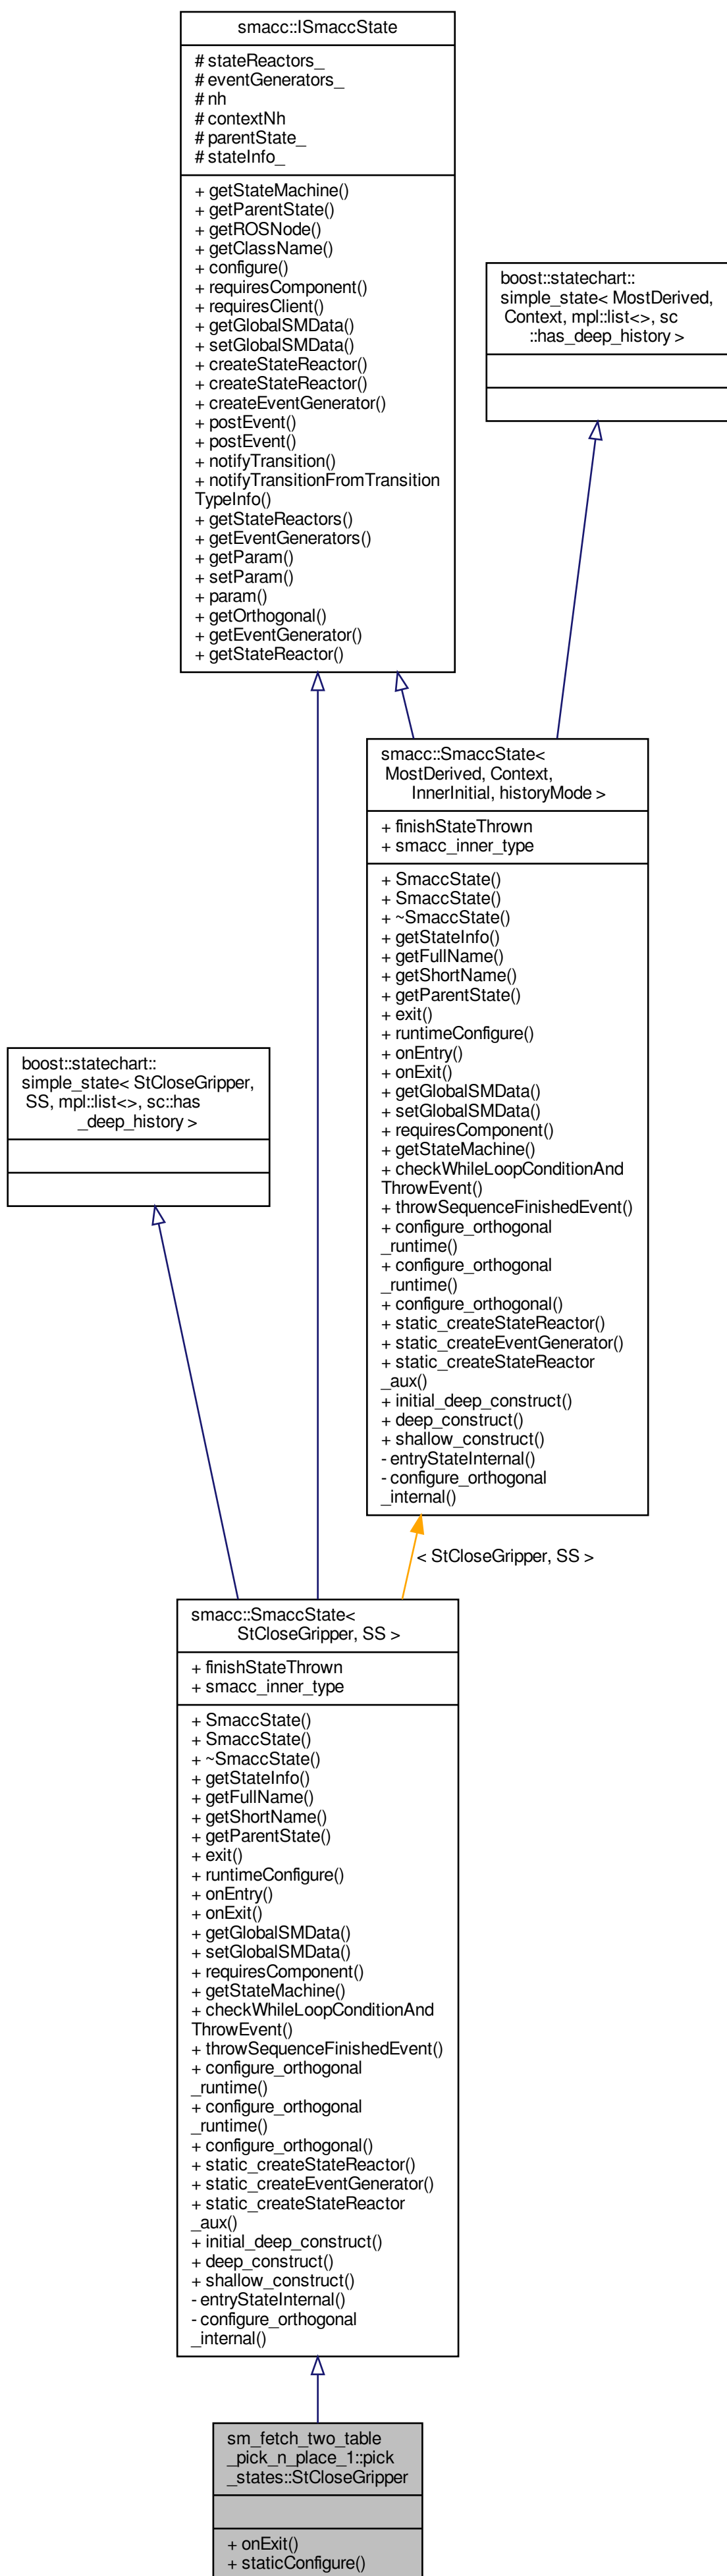 smacc::ISmaccState
# stateReactors_
# eventGenerators_
# nh
# contextNh
# parentState_
# stateInfo_
+ getStateMachine()
+ getParentState()
+ getROSNode()
+ getClassName()
+ configure()
+ requiresComponent()
+ requiresClient()
+ getGlobalSMData()
+ setGlobalSMData()
+ createStateReactor()
+ createStateReactor()
+ createEventGenerator()
+ postEvent()
+ postEvent()
+ notifyTransition()
+ notifyTransitionFromTransition
TypeInfo()
+ getStateReactors()
+ getEventGenerators()
+ getParam()
+ setParam()
+ param()
+ getOrthogonal()
+ getEventGenerator()
+ getStateReactor()
boost::statechart::
simple_state< MostDerived,
Context, mpl::list<>, sc
::has_deep_history >
smacc::SmaccState<
MostDerived, Context,
InnerInitial, historyMode >
+ finishStateThrown
+ smacc_inner_type
+ SmaccState()
+ SmaccState()
+ ~SmaccState()
+ getStateInfo()
+ getFullName()
+ getShortName()
+ getParentState()
+ exit()
+ runtimeConfigure()
+ onEntry()
+ onExit()
+ getGlobalSMData()
+ setGlobalSMData()
+ requiresComponent()
+ getStateMachine()
+ checkWhileLoopConditionAnd
ThrowEvent()
+ throwSequenceFinishedEvent()
+ configure_orthogonal
_runtime()
+ configure_orthogonal
_runtime()
+ configure_orthogonal()
+ static_createStateReactor()
+ static_createEventGenerator()
+ static_createStateReactor
_aux()
+ initial_deep_construct()
+ deep_construct()
+ shallow_construct()
- entryStateInternal()
- configure_orthogonal
_internal()
boost::statechart::
simple_state< StCloseGripper,
SS, mpl::list<>, sc::has
_deep_history >
< StCloseGripper, SS >
smacc::SmaccState<
StCloseGripper, SS >
+ finishStateThrown
+ smacc_inner_type
+ SmaccState()
+ SmaccState()
+ ~SmaccState()
+ getStateInfo()
+ getFullName()
+ getShortName()
+ getParentState()
+ exit()
+ runtimeConfigure()
+ onEntry()
+ onExit()
+ getGlobalSMData()
+ setGlobalSMData()
+ requiresComponent()
+ getStateMachine()
+ checkWhileLoopConditionAnd
ThrowEvent()
+ throwSequenceFinishedEvent()
+ configure_orthogonal
_runtime()
+ configure_orthogonal
_runtime()
+ configure_orthogonal()
+ static_createStateReactor()
+ static_createEventGenerator()
+ static_createStateReactor
_aux()
+ initial_deep_construct()
+ deep_construct()
+ shallow_construct()
- entryStateInternal()
- configure_orthogonal
_internal()
sm_fetch_two_table
_pick_n_place_1::pick
_states::StCloseGripper
+ onExit()
+ staticConfigure()